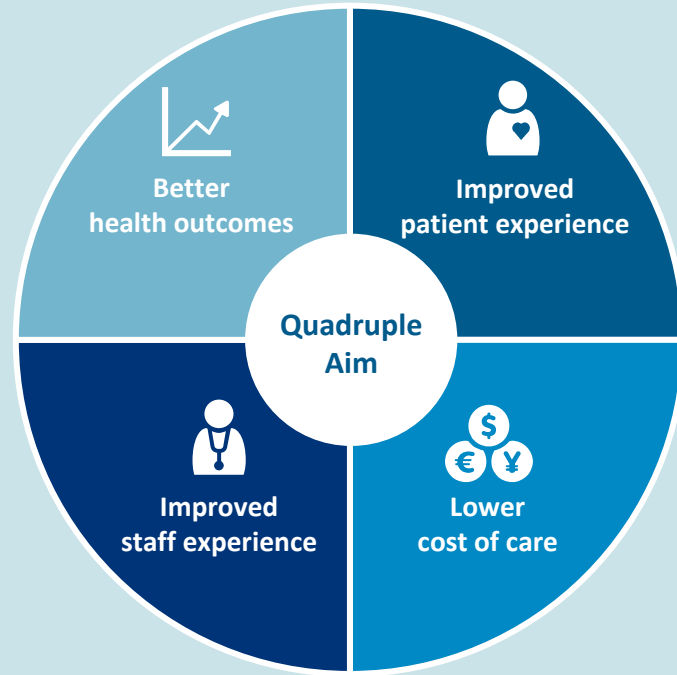 Better
health outcomes
Improved
patient experience
Quadruple
Aim
Improved
staff experience
$
€ ¥
Lower
cost of care